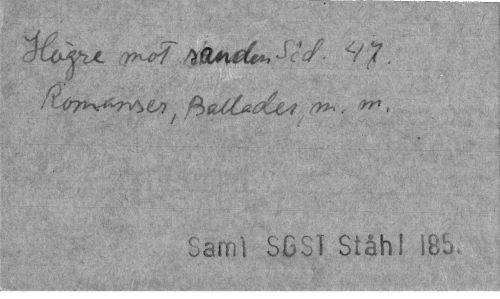 Högre mot sanden Sid. 47.
Romanser, Ballader, m. m.
Saml SGST Ståhl 185.